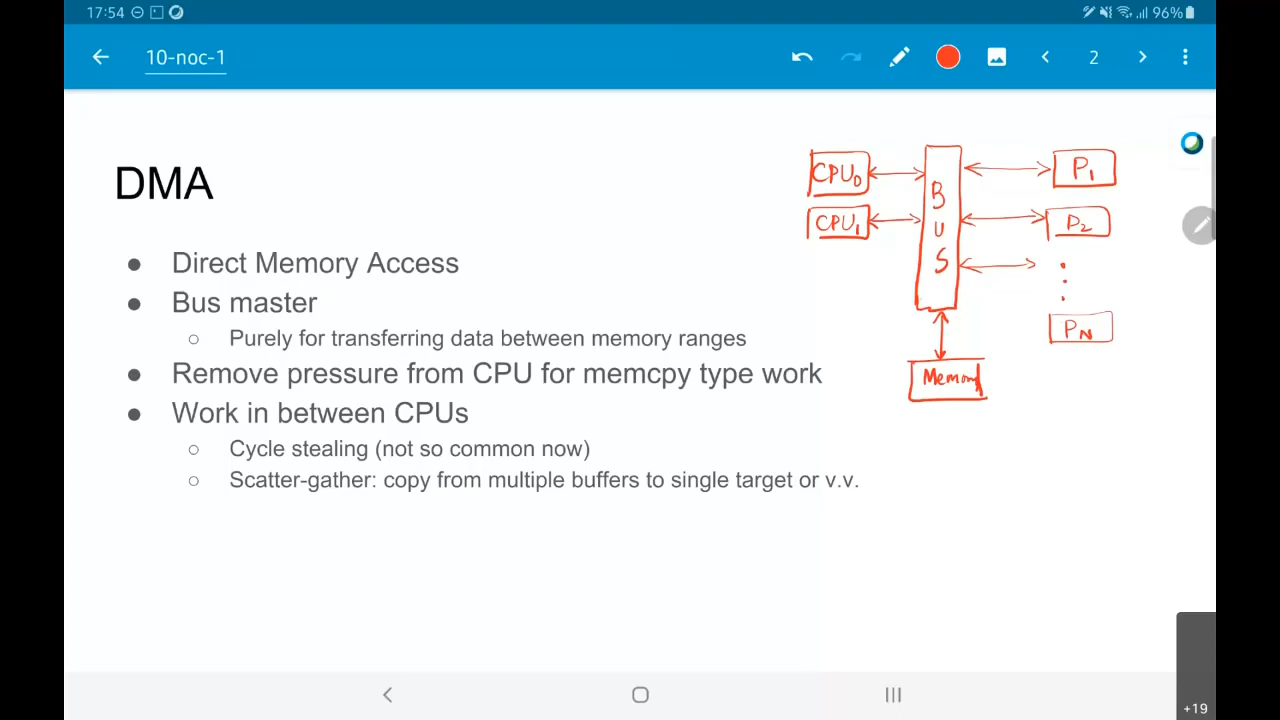 17:54
96%
10-noc-1
2
DMA
● Direct Memory Access
● Bus master
○ Purely for transferring data between memory ranges
● Remove pressure from CPU for memcpy type work
● Work in between CPUs
○ Cycle stealing (not so common now)
○ Scatter-gather: copy from multiple buffers to single target or v.v.
CPU0
CPU1
BUS
P1
P2
PN
Memory
+19